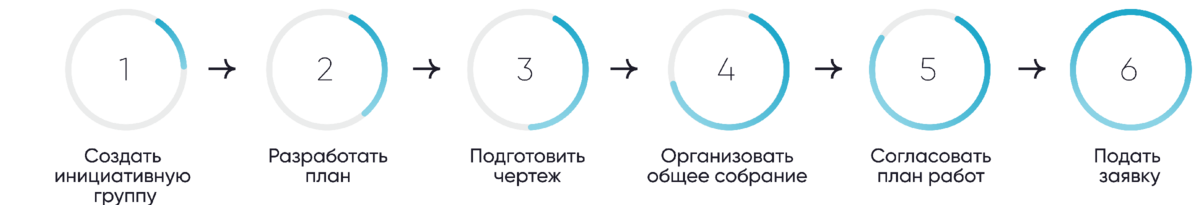 1
Создать
инициативную
группу
2
Разработать
план
3
Подготовить
чертеж
4
Организовать
общее собрание
5
Согласовать
план работ
6
Подать
заявку